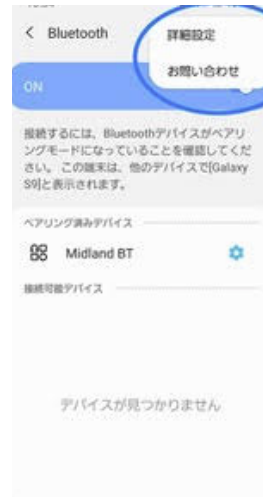 Bluetooth
詳細設定
お問い合わせ
ON
接続するには、Bluetoothデバイスがペアリ
ングモードになっていることを確認してくだ
さい。 この端末は、他のデバイスで[Galaxy
S9]と表示されます。
ペアリング済みデバイス
Midland BT
接続可能デバイス
デバイスが見つかりません